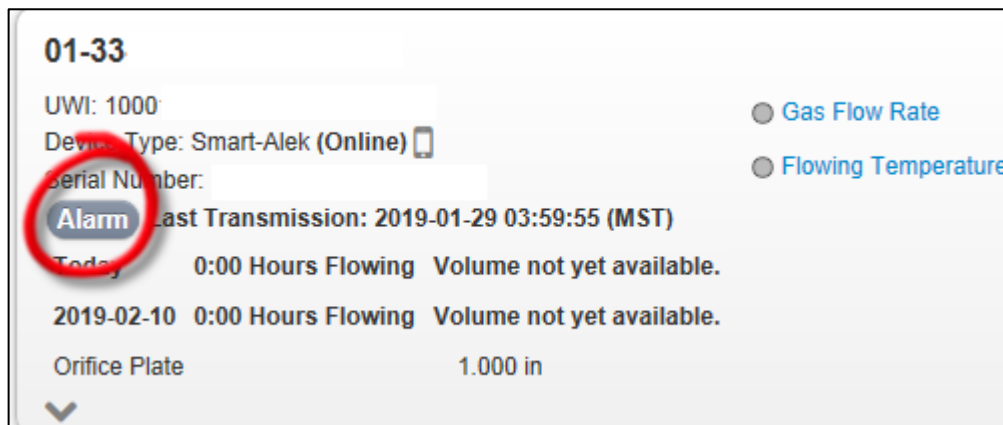 01-33
UWI: 1000
Device Type: Smart-Alek (Online)
Serial Number:
Alarm Last Transmission: 2019-01-29 03:59:55 (MST)
Today 0:00 Hours Flowing Volume not yet available.
2019-02-10 0:00 Hours Flowing Volume not yet available.
Orifice Plate 1.000 in
Gas Flow Rate
Flowing Temperature